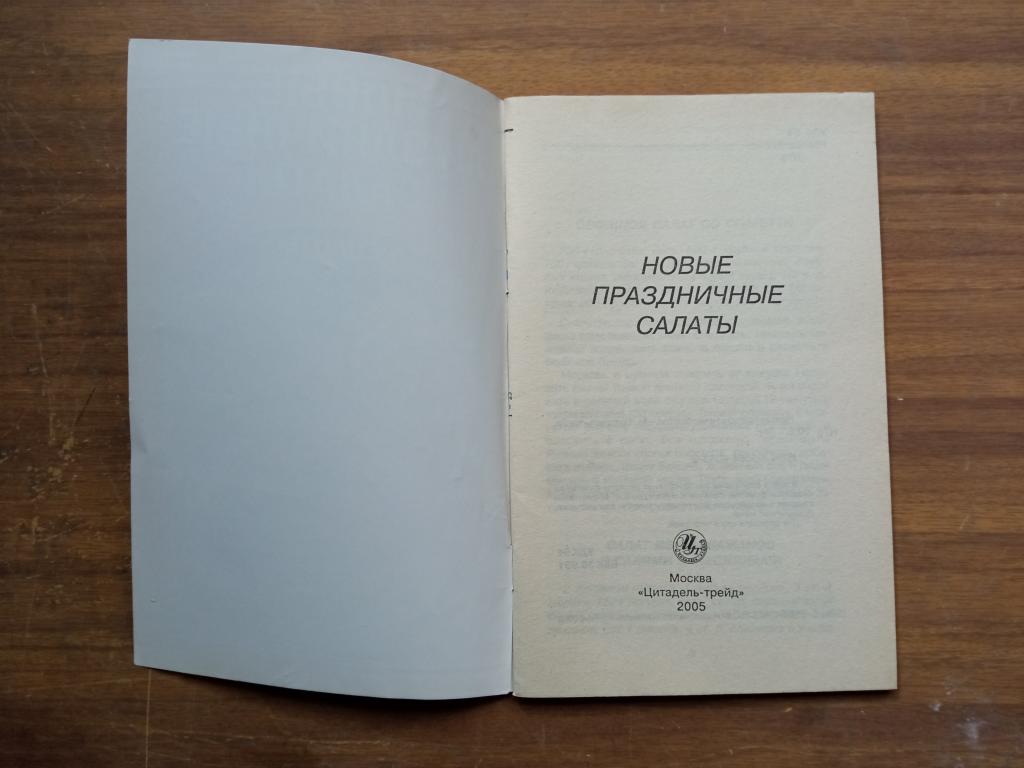 НОВЫЕ
ПРАЗДНИЧНЫЕ
САЛАТЫ
Москва
«Цитадель-трейд»
2005